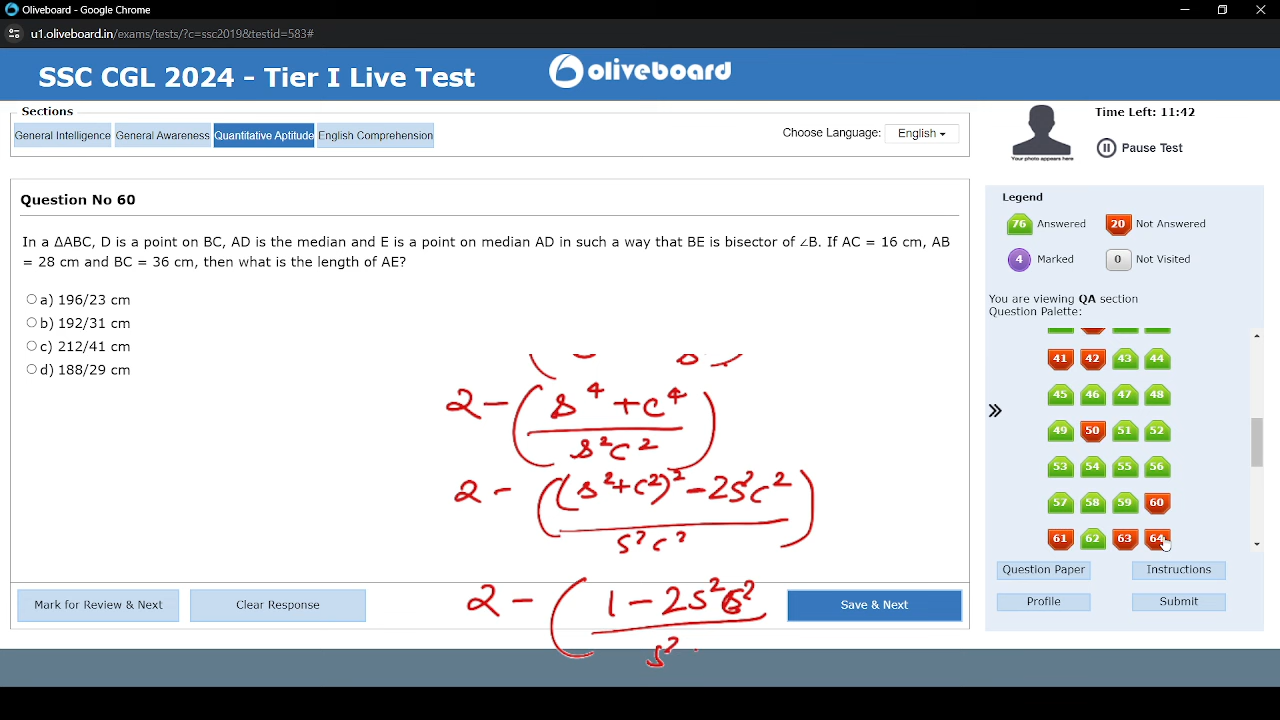 Oliveboard - Google Chrome
u1.oliveboard.in/exams/tests/?c=ssc2019&testid=583#
SSC CGL 2024 - Tier I Live Test
oliveboard
Sections
General Intelligence General Awareness Quantitative Aptitude English Comprehension
Choose Language: English
Your photo appears here
Time Left: 11:42
Pause Test
Question No 60
In a ΔABC, D is a point on BC, AD is the median and E is a point on median AD in such a way that BE is bisector of ∠B. If AC = 16 cm, AB
= 28 cm and BC = 36 cm, then what is the length of AE?
a) 196/23 cm
b) 192/31 cm
c) 212/41 cm
d) 188/29 cm
2 - (s⁴ + c⁴ / s²c²)
2 - ((s² + c²)² - 2s²c² / s²c²)
2 - (1 - 2s²c² / s²
Mark for Review & Next
Clear Response
Save & Next
Legend
76 Answered 20 Not Answered
4 Marked 0 Not Visited
You are viewing QA section
Question Palette:
41 42 43 44
45 46 47 48
49 50 51 52
53 54 55 56
57 58 59 60
61 62 63 64
Question Paper Instructions
Profile Submit